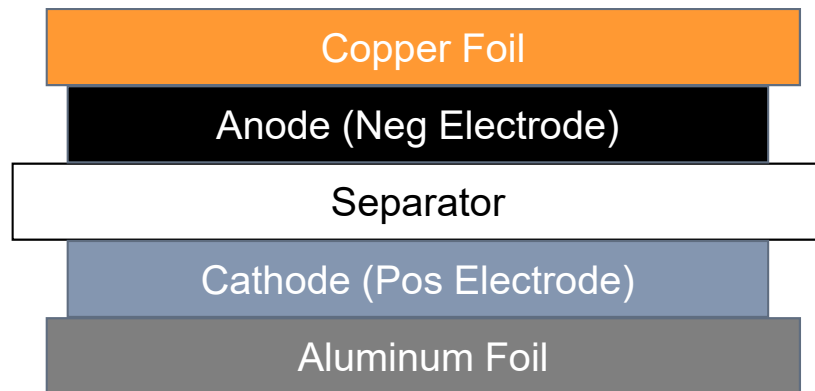 Copper Foil
Anode (Neg Electrode)
Separator
Cathode (Pos Electrode)
Aluminum Foil